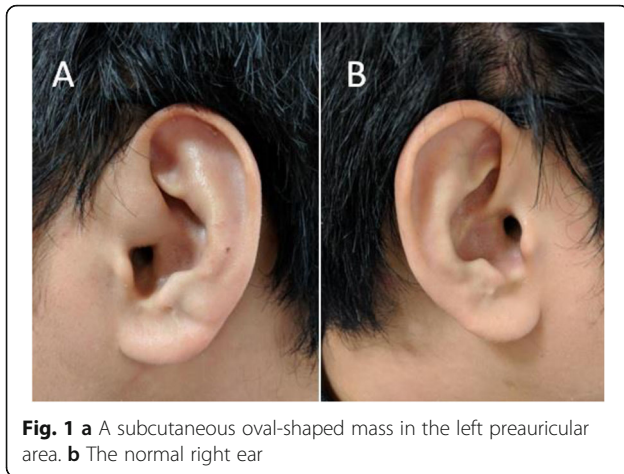 A
B
Fig. 1 a A subcutaneous oval-shaped mass in the left preauricular
area. b The normal right ear